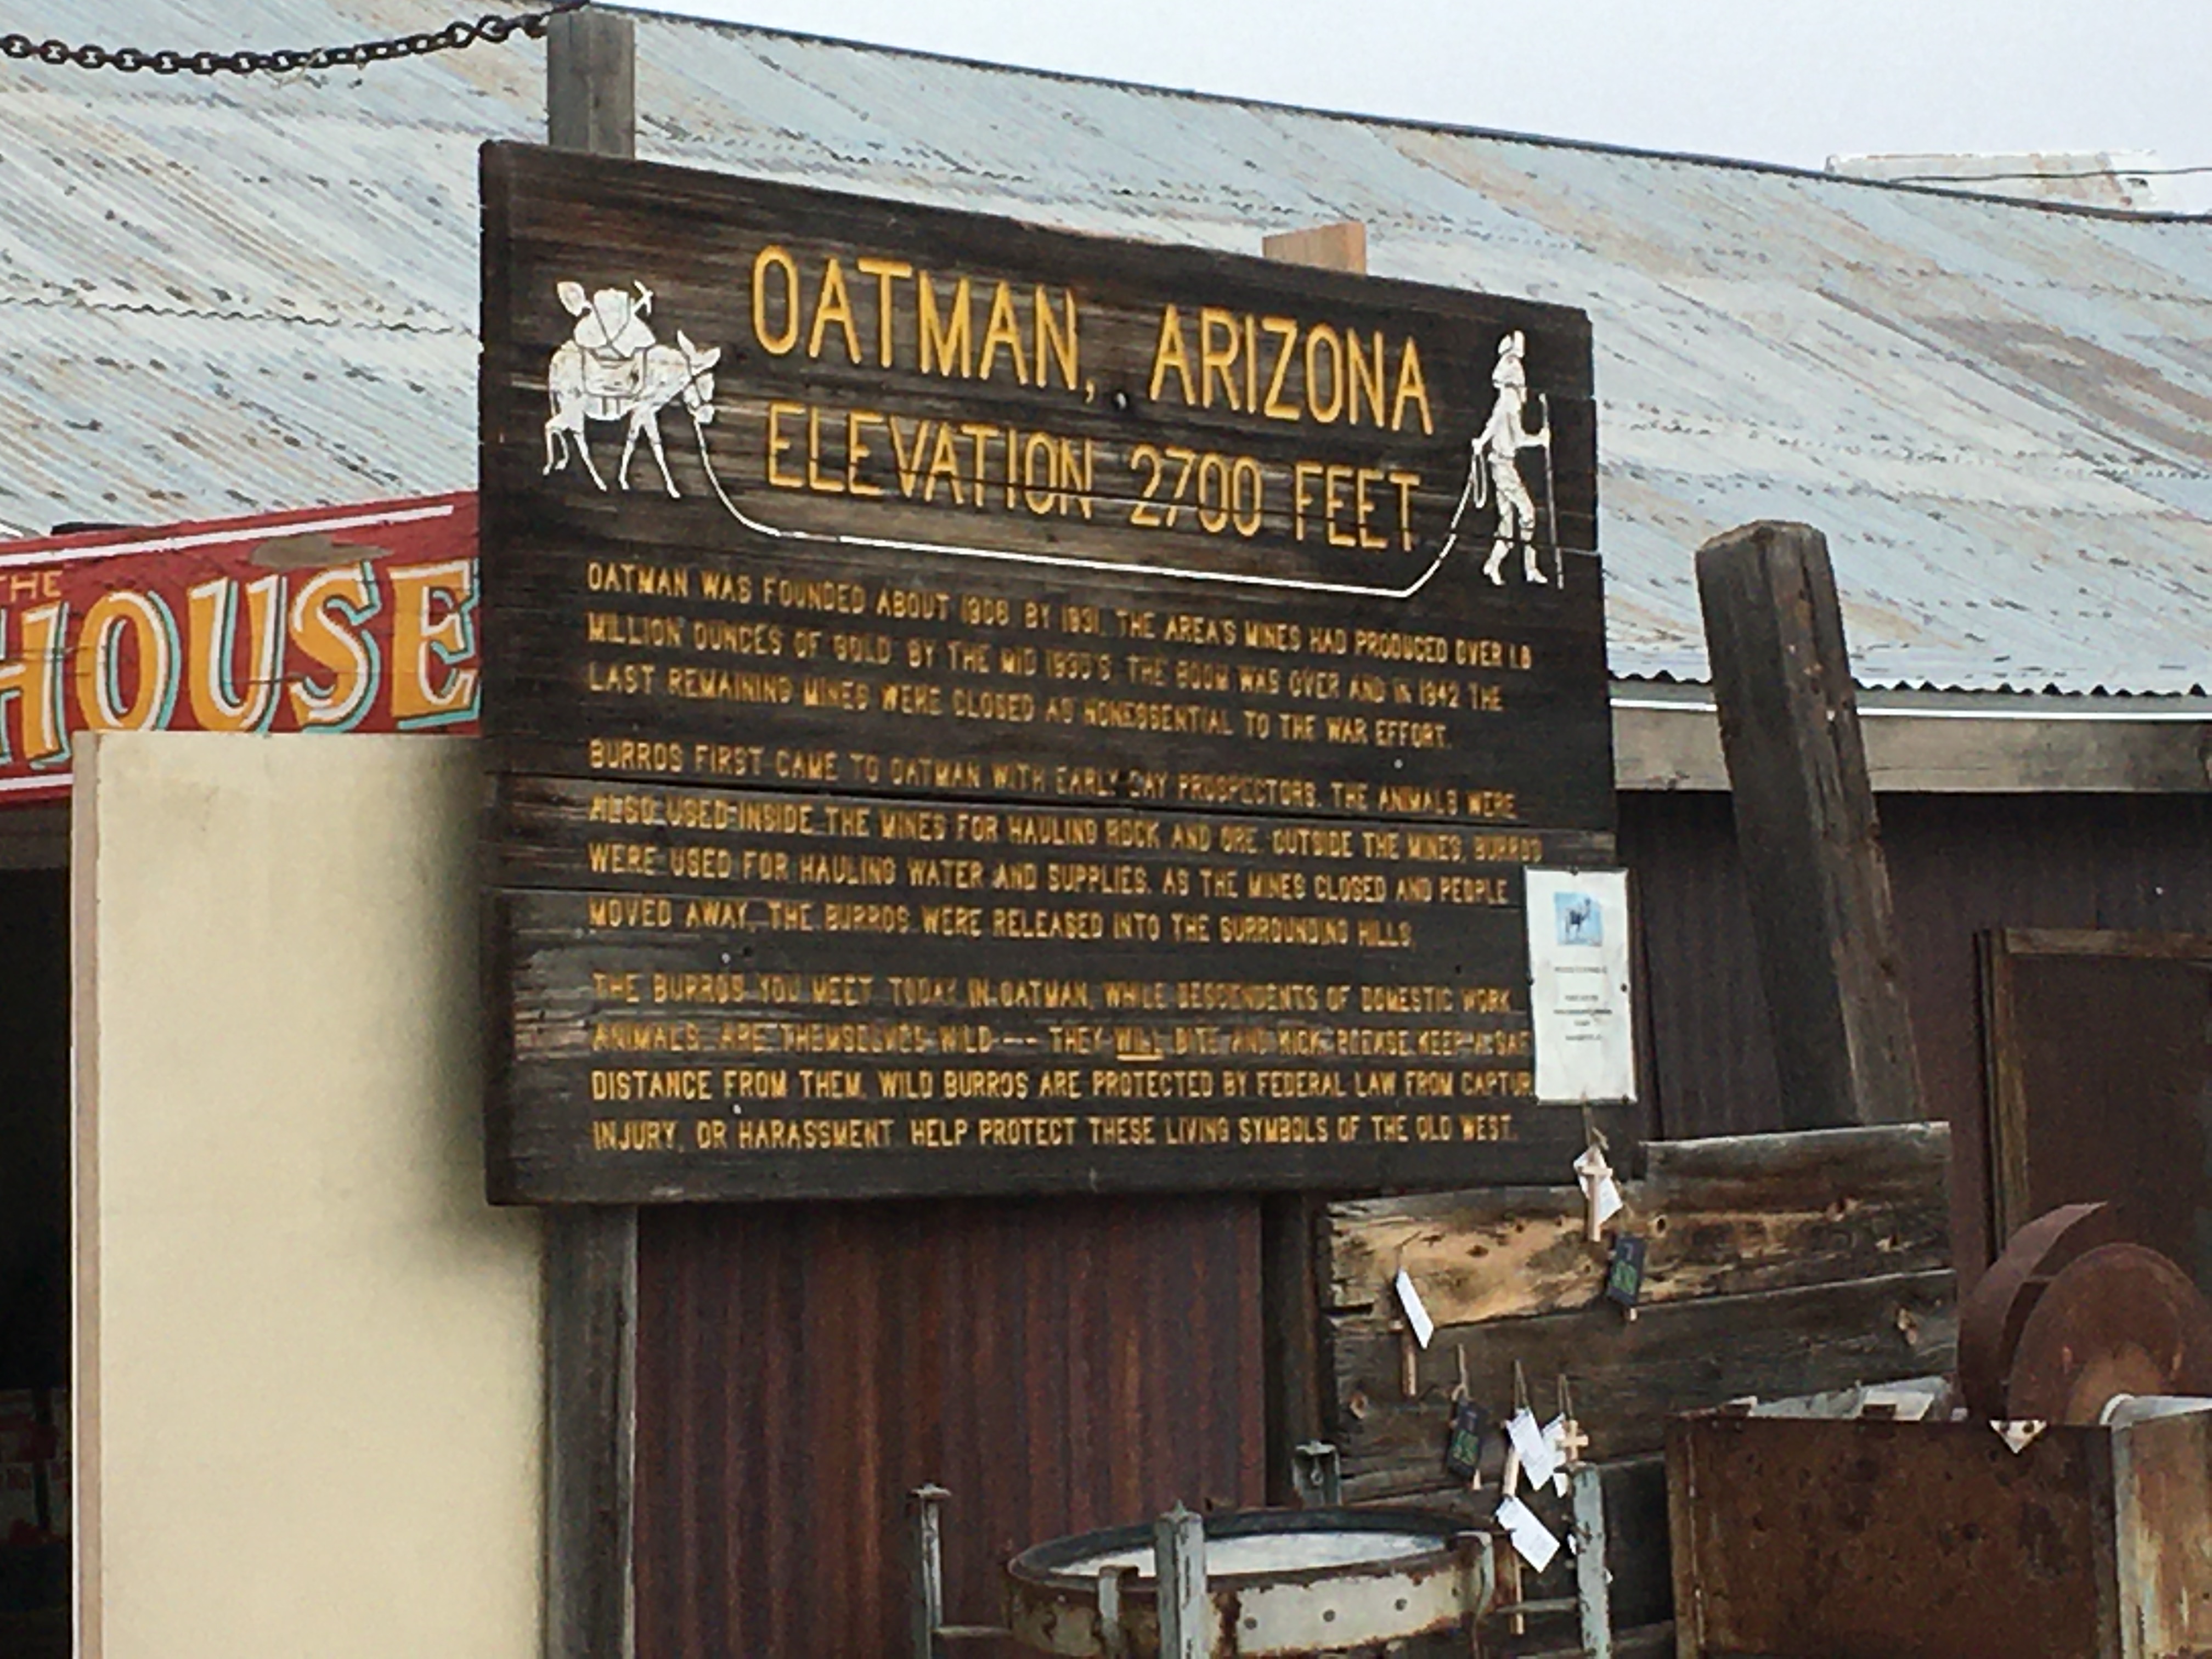 OATMAN, ARIZONA
ELEVATION 2700 FEET
OATMAN WAS FOUNDED ABOUT 1906 BY 1931, THE AREA'S MINES HAD PRODUCED OVER 1.8
MILLION OUNCES OF GOLD BY THE MID 1930'S THE BOOM WAS OVER AND IN 1942 THE
LAST REMAINING MINES WERE CLOSED AS NONESSENTIAL TO THE WAR EFFORT.
BURROS FIRST CAME TO OATMAN WITH EARLY DAY PROSPECTORS. THE ANIMALS WERE
ALSO USED INSIDE THE MINES FOR HAULING ROCK AND ORE. OUTSIDE THE MINES, BURROS
WERE USED FOR HAULING WATER AND SUPPLIES. AS THE MINES CLOSED AND PEOPLE
MOVED AWAY, THE BURROS WERE RELEASED INTO THE SURROUNDING HILLS.
THE BURROS YOU MEET TODAY IN OATMAN, WHILE DESCENDENTS OF DOMESTIC WORK
ANIMALS, ARE THEMSELVES WILD --- THEY WILL BITE AND KICK PLEASE KEEP A SAF
DISTANCE FROM THEM. WILD BURROS ARE PROTECTED BY FEDERAL LAW FROM CAPTUR
INJURY, OR HARASSMENT HELP PROTECT THESE LIVING SYMBOLS OF THE OLD WEST.
THE
HOUSE